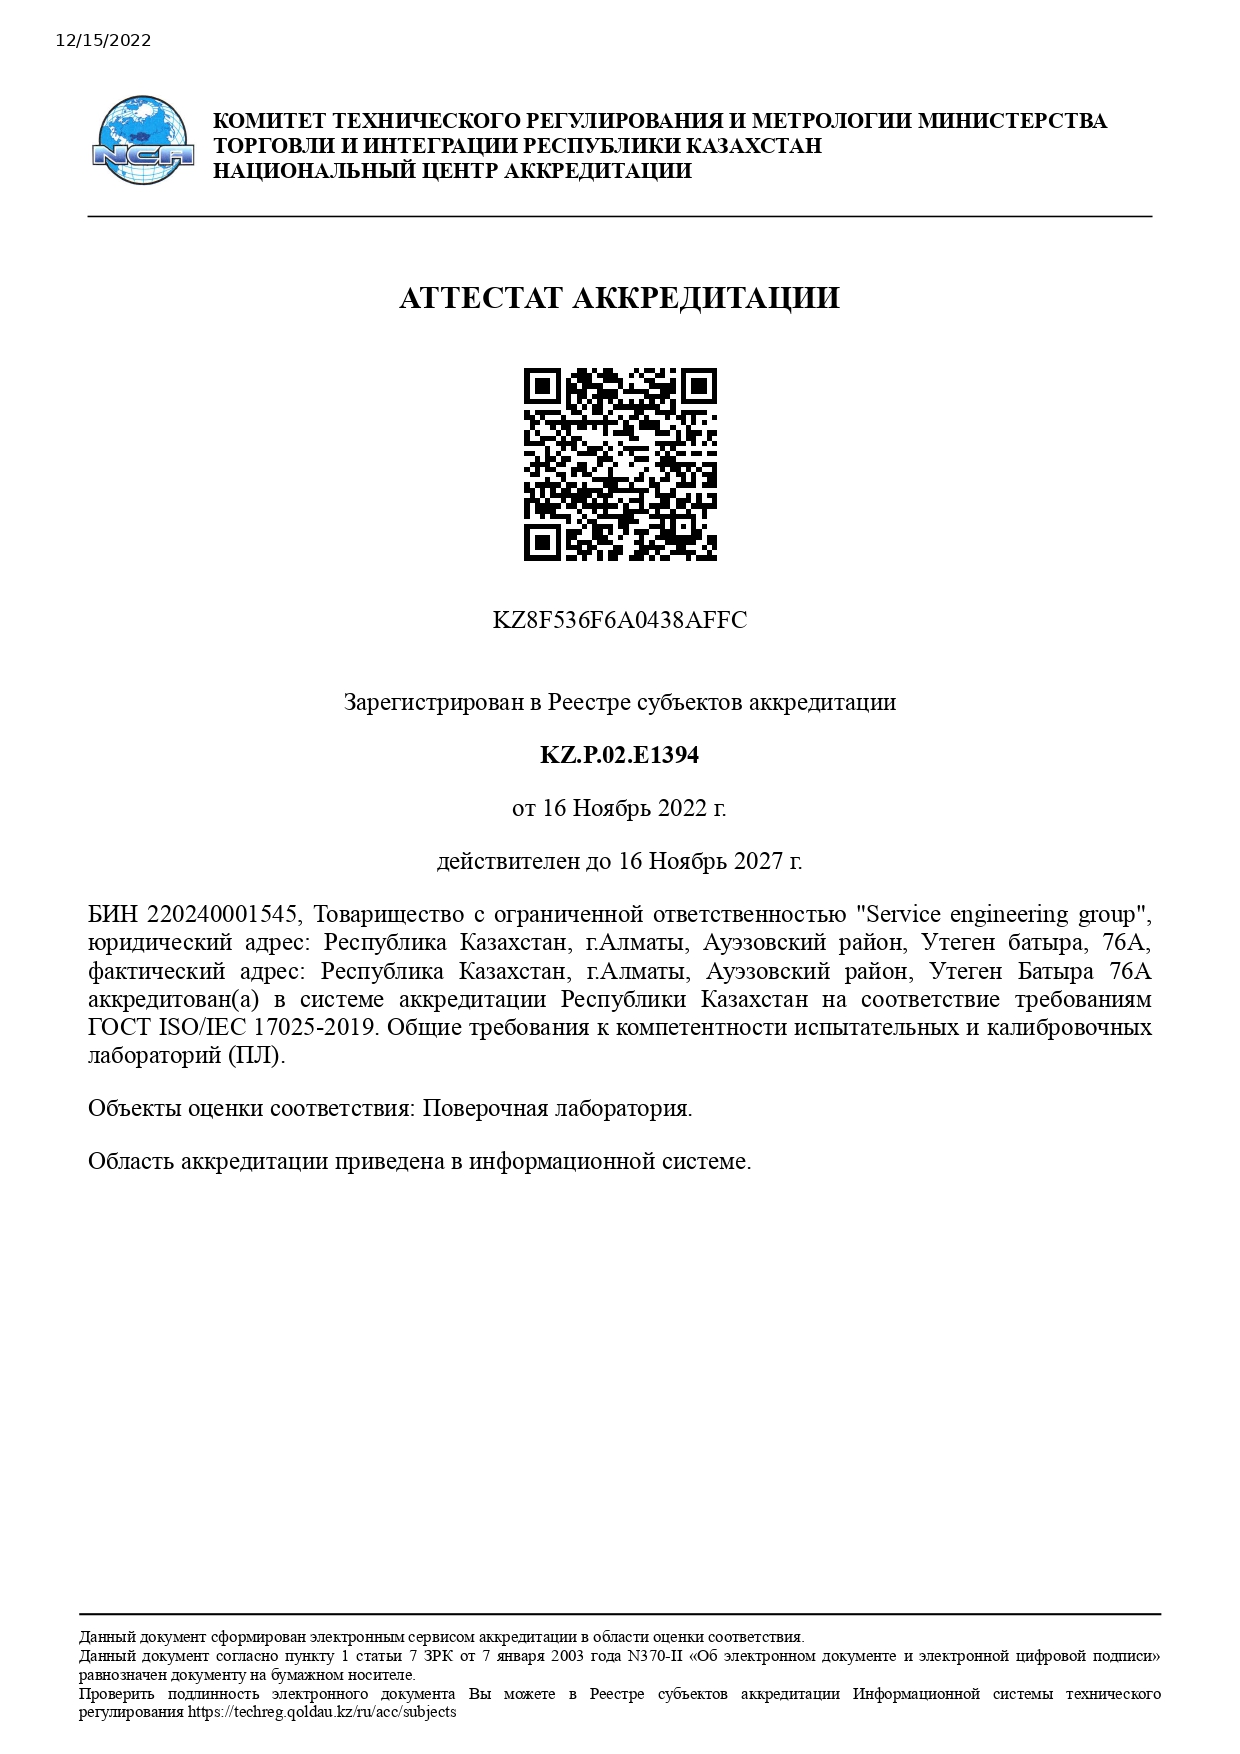 12/15/2022
NCA
КОМИТЕТ ТЕХНИЧЕСКОГО РЕГУЛИРОВАНИЯ И МЕТРОЛОГИИ МИНИСТЕРСТВА
ТОРГОВЛИ И ИНТЕГРАЦИИ РЕСПУБЛИКИ КАЗАХСТАН
НАЦИОНАЛЬНЫЙ ЦЕНТР АККРЕДИТАЦИИ
АТТЕСТАТ АККРЕДИТАЦИИ
KZ8F536F6A0438AFFC
Зарегистрирован в Реестре субъектов аккредитации
KZ.P.02.E1394
от 16 Ноябрь 2022 г.
действителен до 16 Ноябрь 2027 г.
БИН 220240001545, Товарищество с ограниченной ответственностью "Service engineering group",
юридический адрес: Республика Казахстан, г.Алматы, Ауэзовский район, Утеген батыра, 76А,
фактический адрес: Республика Казахстан, г.Алматы, Ауэзовский район, Утеген Батыра 76А
аккредитован(а) в системе аккредитации Республики Казахстан на соответствие требованиям
ГОСТ ISO/IEC 17025-2019. Общие требования к компетентности испытательных и калибровочных
лабораторий (ПЛ).
Объекты оценки соответствия: Поверочная лаборатория.
Область аккредитации приведена в информационной системе.
Данный документ сформирован электронным сервисом аккредитации в области оценки соответствия.
Данный документ согласно пункту 1 статьи 7 ЗРК от 7 января 2003 года N370-II «Об электронном документе и электронной цифровой подписи»
равнозначен документу на бумажном носителе.
Проверить подлинность электронного документа Вы можете в Реестре субъектов аккредитации Информационной системы технического
регулирования https://techreg.qoldau.kz/ru/acc/subjects